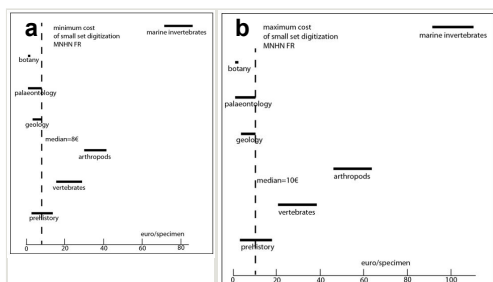 a
minimum cost
of small set digitization
MNHN FR
marine invertebrates
botany
palaeontology
geology
median=8€
arthropods
vertebrates
prehistory
euro/specimen
0
20
40
60
80
b
maximum cost
of small set digitization
MNHN FR
marine invertebrates
botany
palaeontology
geology
arthropods
median=10€
vertebrates
prehistory
euro/specimen
0
20
40
60
80
100